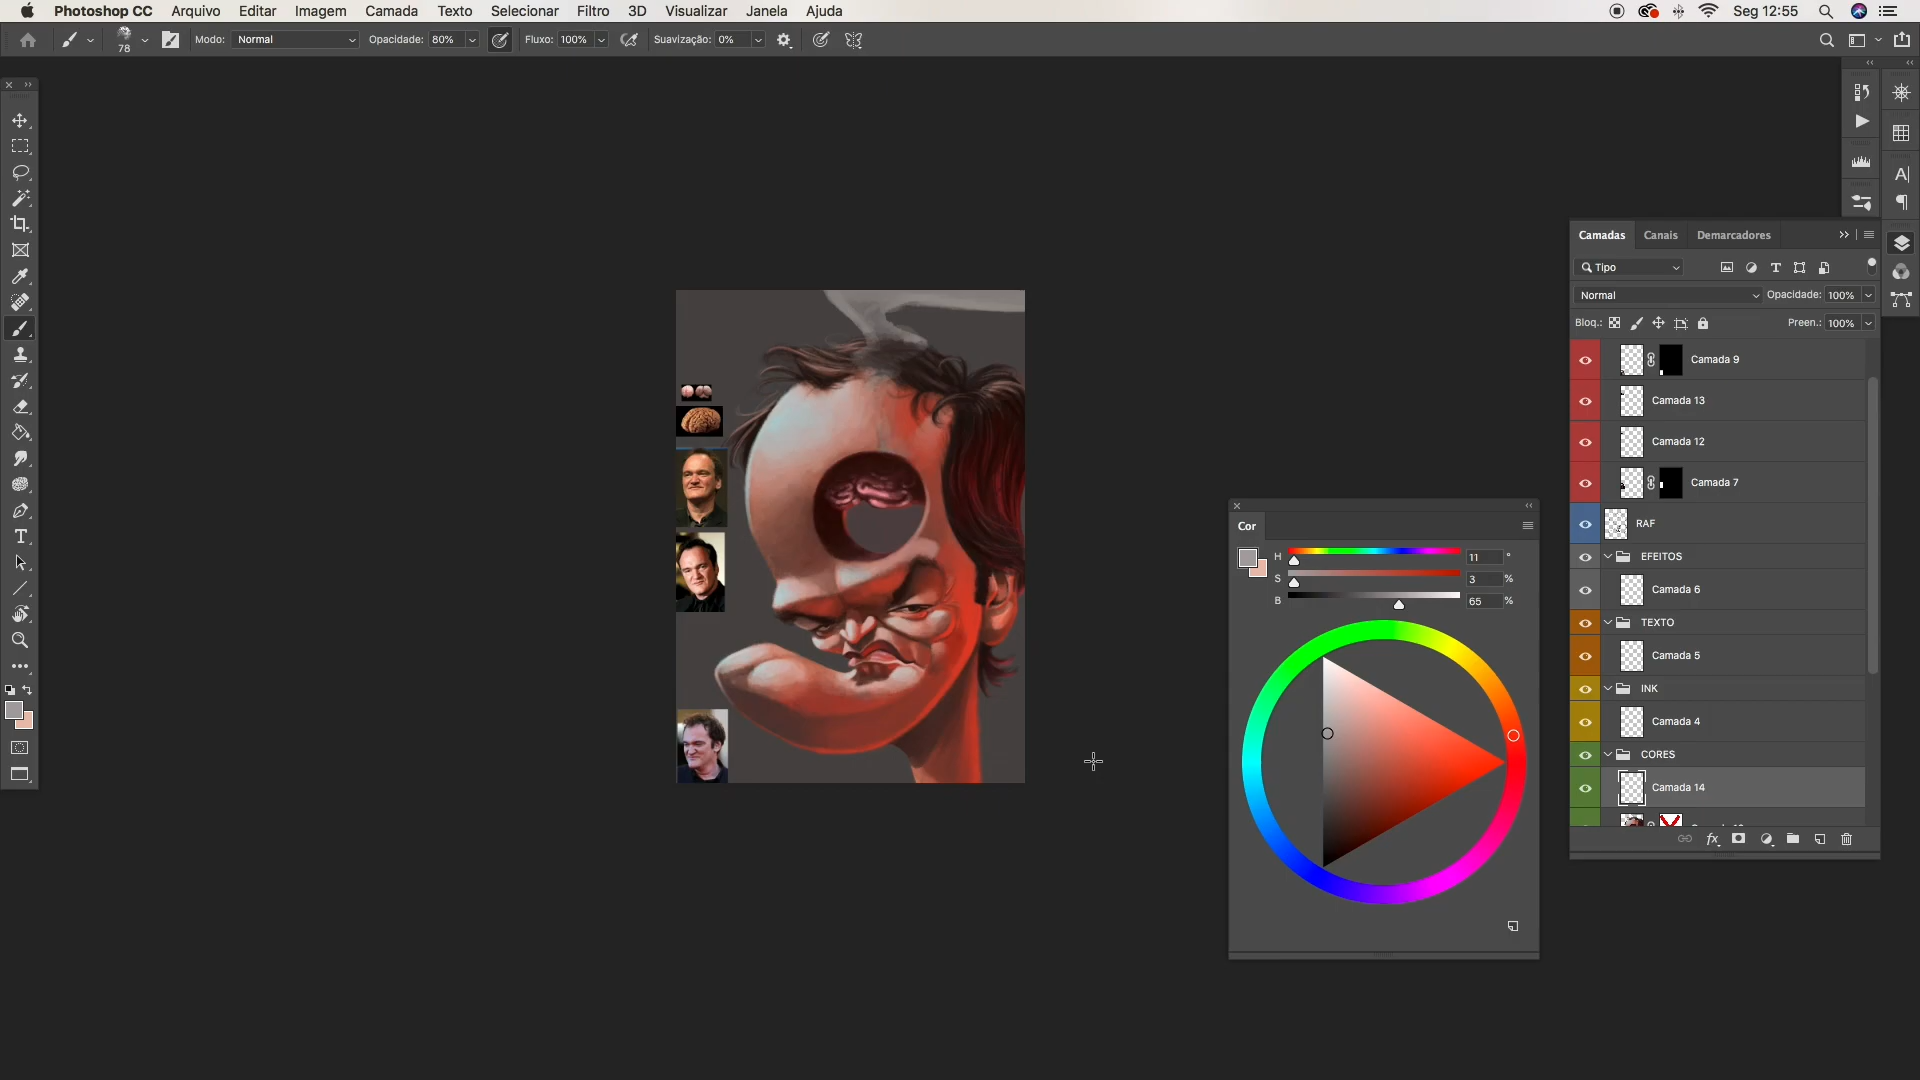 Photoshop CC Arquivo Editar Imagem Camada Texto Selecionar Filtro 3D Visualizar Janela Ajuda Seg 12:55
78 Modo: Normal Opacidade: 80% Fluxo: 100% Suavização: 0%
Camadas Canais Demarcadores
Tipo
Normal Opacidade: 100%
Bloq.: Preen.: 100%
Camada 9
Camada 13
Camada 12
Camada 7
RAF
EFEITOS
Camada 6
TEXTO
Camada 5
INK
Camada 4
CORES
Camada 14
fx
Cor
H 11 °
S 3 %
B 65 %